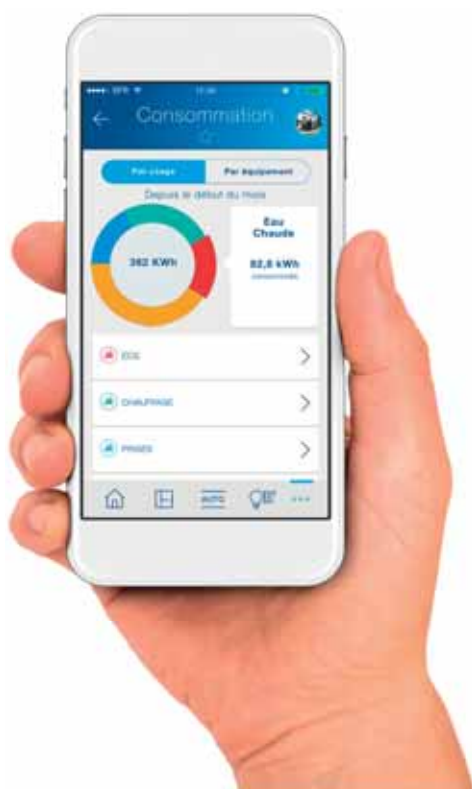 Consommation
Par usage
Par équipement
Depuis le début du mois
Eau
Chaude
362 KWh
82,8 kWh
consommés
ECS
CHAUFFAGE
PRISES
AUTO